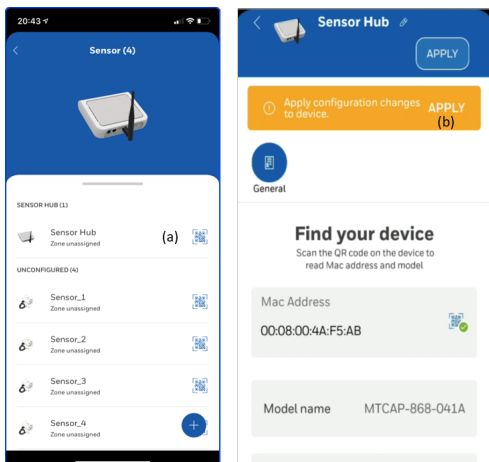 20:43
Sensor (4)
SENSOR HUB (1)
Sensor Hub
Zone unassigned
(a)
UNCONFIGURED (4)
Sensor_1
Zone unassigned
Sensor_2
Zone unassigned
Sensor_3
Zone unassigned
Sensor_4
Zone unassigned
+
Sensor Hub
APPLY
Apply configuration changes
to device.
APPLY
(b)
General
Find your device
Scan the QR code on the device to
read Mac address and model
Mac Address
00:08:00:4A:F5:AB
Model name MTCAP-868-041A